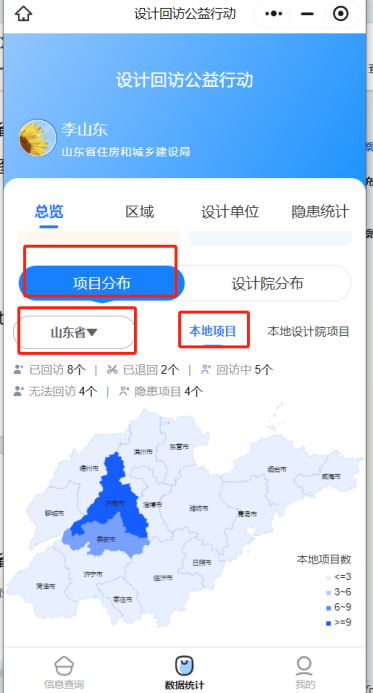 设计回访公益行动
设计回访公益行动
李山东
山东省住房和城乡建设局
总览 区域 设计单位 隐患统计
项目分布 设计院分布
山东省▼ 本地项目 本地设计院项目
已回访 8个 | 已退回 2个 | 回访中 5个
无法回访 4个 | 隐患项目 4个
东营市
滨州市
德州市
烟台市
威海市
济南市
淄博市
潍坊市
聊城市
青岛市
泰安市
日照市
济宁市
临沂市
菏泽市
枣庄市
本地项目数
<=3
3~6
6~9
>=9
信息查询 数据统计 我的